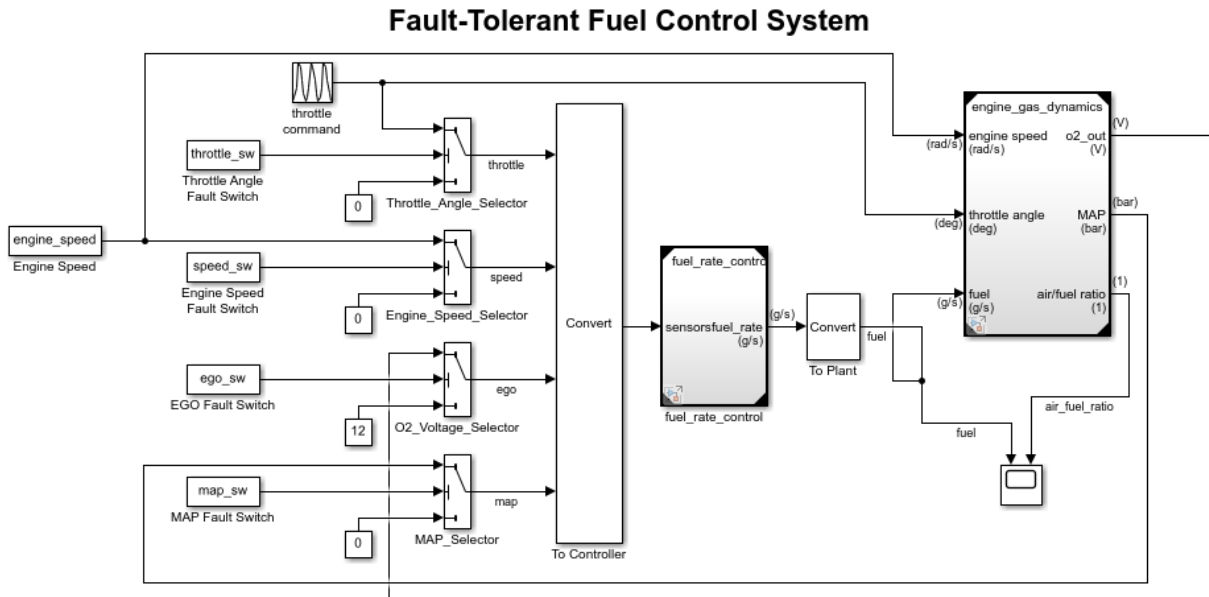 Fault-Tolerant Fuel Control System
throttle
command
engine_gas_dynamics
engine speed
(rad/s)
(rad/s)
o2_out
(V)
(V)
throttle angle
(deg)
(deg)
MAP
(bar)
(bar)
fuel
(g/s)
(g/s)
air/fuel ratio
(1)
(1)
throttle_sw
Throttle Angle
Fault Switch
0
throttle
Throttle_Angle_Selector
engine_speed
Engine Speed
speed_sw
Engine Speed
Fault Switch
0
speed
Engine_Speed_Selector
ego_sw
EGO Fault Switch
12
ego
O2_Voltage_Selector
map_sw
MAP Fault Switch
0
map
MAP_Selector
Convert
To Controller
fuel_rate_contro
sensors
fuel_rate
(g/s)
(g/s)
fuel_rate_control
Convert
To Plant
fuel
fuel
air_fuel_ratio